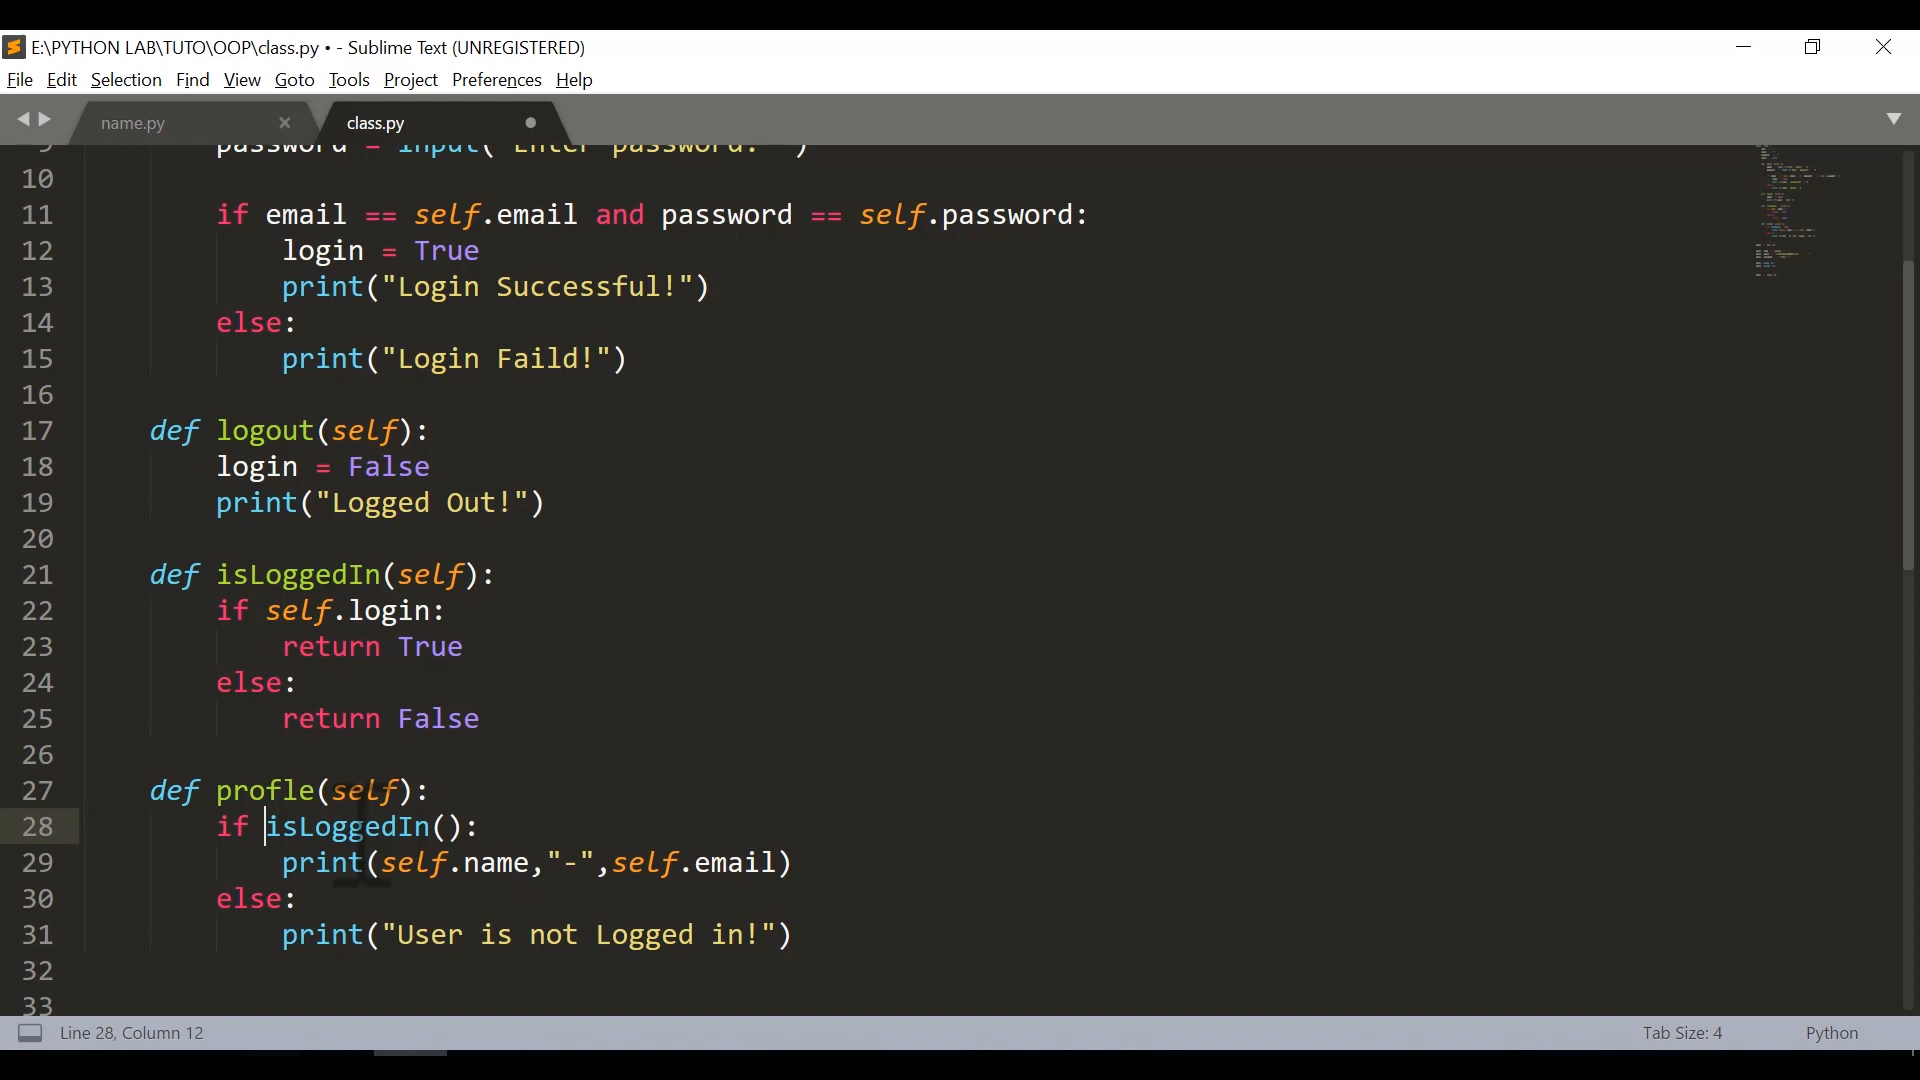 E:\PYTHON LAB\TUTO\OOP\class.py • - Sublime Text (UNREGISTERED)
File Edit Selection Find View Goto Tools Project Preferences Help
name.py class.py
9 password = input("Enter password: ")
10
11 if email == self.email and password == self.password:
12 login = True
13 print("Login Successful!")
14 else:
15 print("Login Faild!")
16
17 def logout(self):
18 login = False
19 print("Logged Out!")
20
21 def isLoggedIn(self):
22 if self.login:
23 return True
24 else:
25 return False
26
27 def profle(self):
28 if isLoggedIn():
29 print(self.name,"-",self.email)
30 else:
31 print("User is not Logged in!")
32
33
Line 28, Column 12 Tab Size: 4 Python